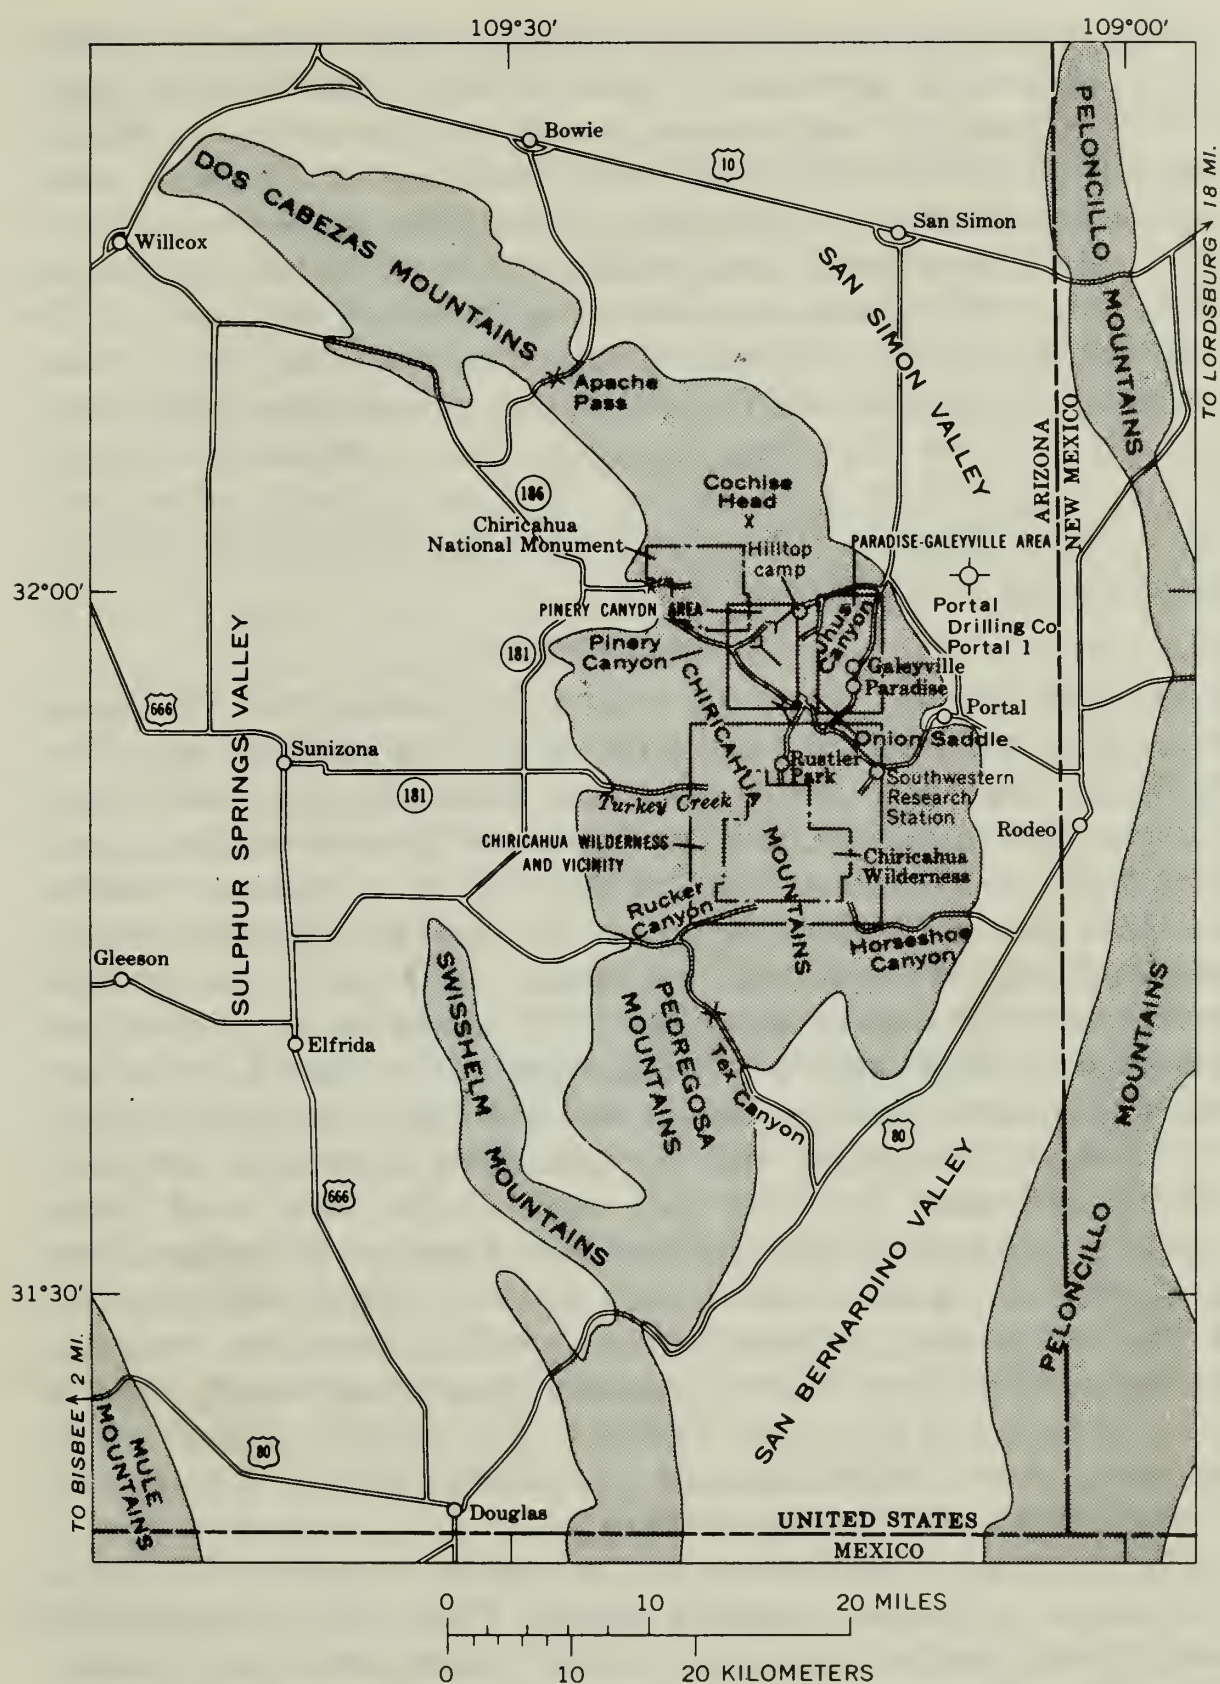 109°30'
109°00'
Bowie
10
PELONCILLO
MOUNTAINS
DOS CABEZAS MOUNTAINS
TO LORDSBURG 18 MI.
San Simon
Willcox
SAN SIMON VALLEY
Apache
Pass
ARIZONA
NEW MEXICO
Cochise
Head
x
186
Chiricahua
National Monument
Hilltop
camp
PARADISE-GALEYVILLE AREA
32°00'
PINERY CANYON AREA
Portal
Drilling Co
Portal 1
Jhus
Canyon
Pinery
Canyon
181
Galeyville
Paradise
CHIRICAHUA
MOUNTAINS
666
Portal
Sunizona
Onion Saddle
Rustler
Park
SULPHUR SPRINGS VALLEY
181
Turkey Creek
Southwestern
Research
Station
Rodeo
CHIRICAHUA WILDERNESS
AND VICINITY
Chiricahua
Wilderness
Rucker
Canyon
Horseshoe
Canyon
Gleeson
SWISSHELM
MOUNTAINS
PEDREGOSA
MOUNTAINS
Elfrida
Tex Canyon
80
PELONCILLO
MOUNTAINS
666
SAN BERNARDINO VALLEY
31°30'
TO BISBEE 2 MI.
MULE
MOUNTAINS
80
Douglas
UNITED STATES
MEXICO
0 10 20 MILES
0 10 20 KILOMETERS